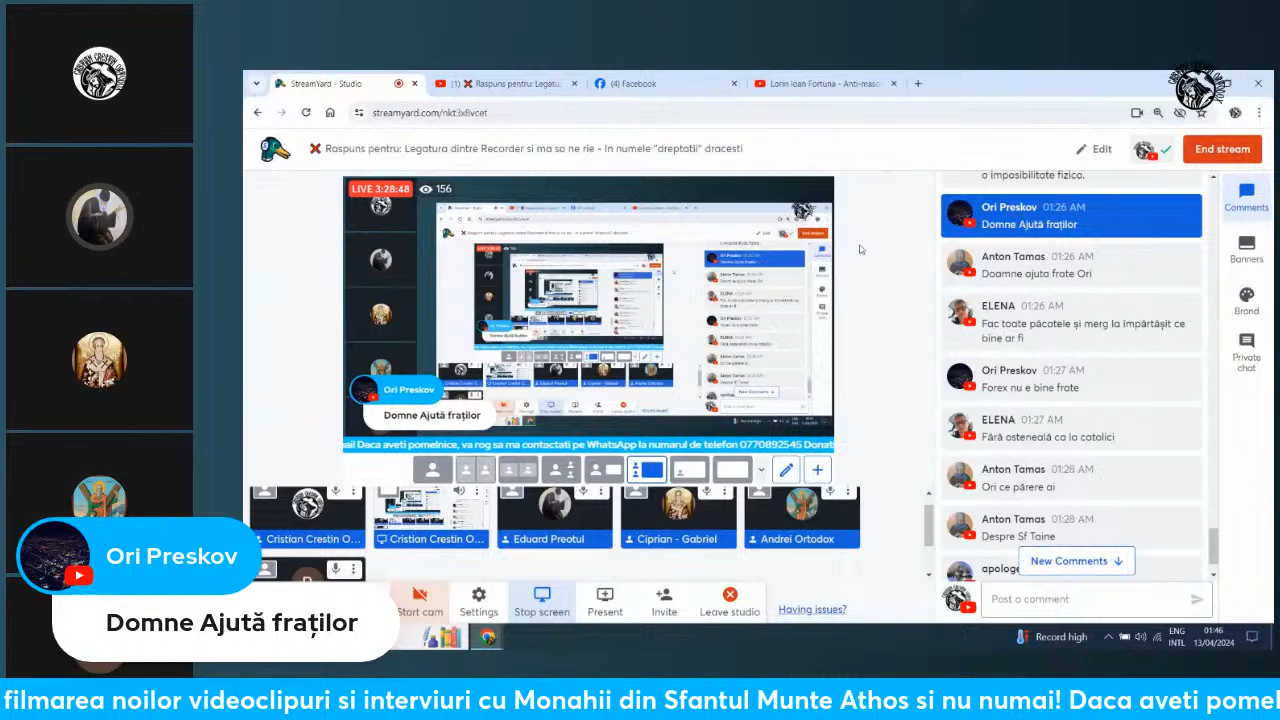 CRESTIN ORTODOX
StreamYard - Studio
(1) ❌ Raspuns pentru: Legatu
(4) Facebook
Lorin Ioan Fortuna - Anti-maso
streamyard.com/nkt3x8vcet
❌ Raspuns pentru: Legatura dintre Recorder si ma so ne rie - In numele "dreptatii" dracesti
Edit
End stream
LIVE 3:28:48
156
o imposibilitate fizica.
Ori Preskov 01:26 AM
Domne Ajută fraților
Anton Tamas 01:26 AM
Doamne ajuta frate Ori
ELENA 01:26 AM
Fac toate păcatele și merg la împărtășit ce
bine ar fi
Ori Preskov 01:27 AM
Forex nu e bine frate
ELENA 01:27 AM
Fără osteneală ca la catolici
Anton Tamas 01:28 AM
Ori ce părere ai
Anton Tamas 01:28 AM
Despre Sf Taine
apologe
New Comments ↓
Post a comment
Comments
Banners
Brand
Private
chat
Ori Preskov
Domne Ajută fraților
mail Daca aveti pomelnice, va rog sa ma contactati pe WhatsApp la numarul de telefon 0770892545 Donati
Cristian Crestin O...
Cristian Crestin O...
Eduard Preotul
Ciprian - Gabriel
Andrei Ortodox
Start cam
Settings
Stop screen
Present
Invite
Leave studio
Having issues?
Record high
ENG
INTL
01:46
13/04/2024
Ori Preskov
Domne Ajută fraților
filmarea noilor videoclipuri si interviuri cu Monahii din Sfantul Munte Athos si nu numai! Daca aveti pome